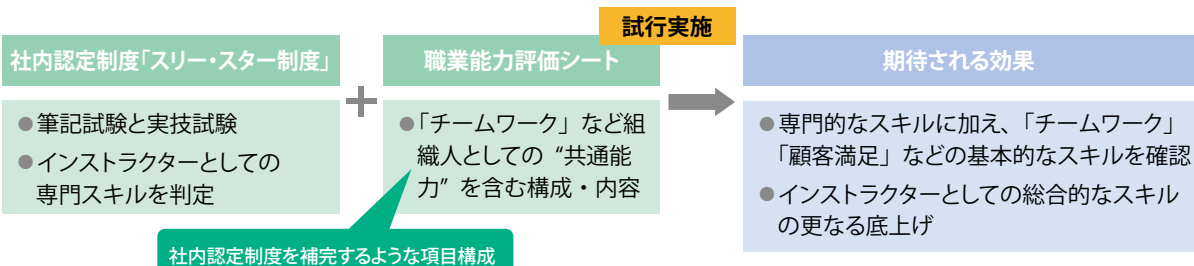 試行実施
社内認定制度「スリー・スター制度」
●筆記試験と実技試験
●インストラクターとしての
専門スキルを判定
+
職業能力評価シート
●「チームワーク」など組
織人としての“共通能
力”を含む構成・内容
社内認定制度を補完するような項目構成
期待される効果
●専門的なスキルに加え、「チームワーク」
「顧客満足」などの基本的なスキルを確認
●インストラクターとしての総合的なスキル
の更なる底上げ